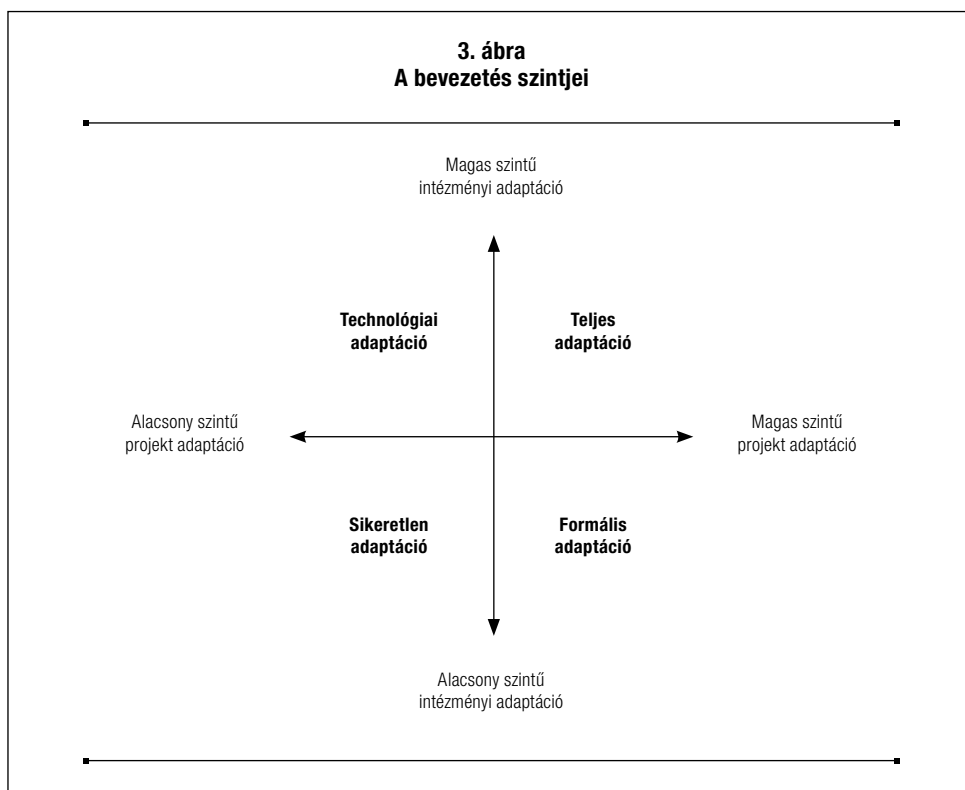 3. ábra
A bevezetés szintjei
Magas szintű
intézményi adaptáció
Technológiai
adaptáció
Teljes
adaptáció
Alacsony szintű
projekt adaptáció
Magas szintű
projekt adaptáció
Sikeretlen
adaptáció
Formális
adaptáció
Alacsony szintű
intézményi adaptáció